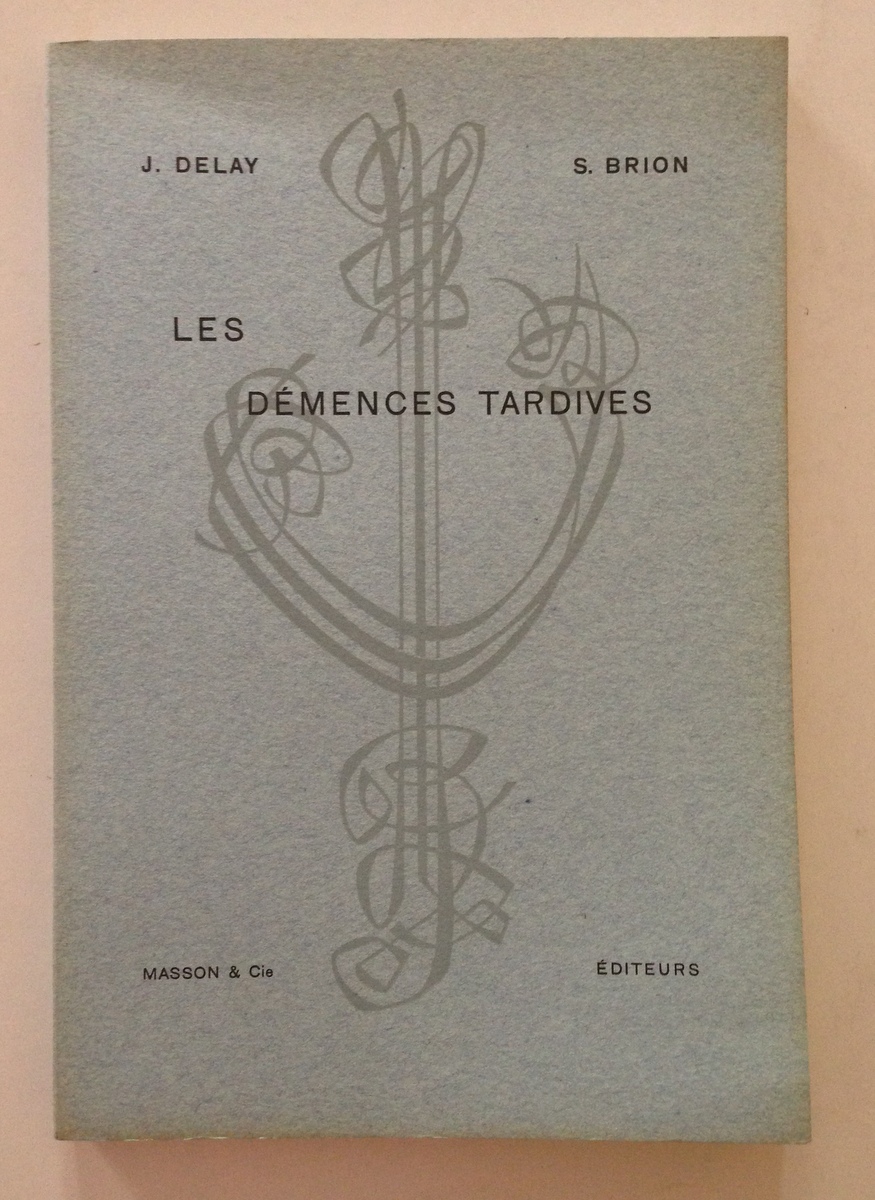 J. DELAY S. BRION
LES
DÉMENCES TARDIVES
MASSON & Cie ÉDITEURS